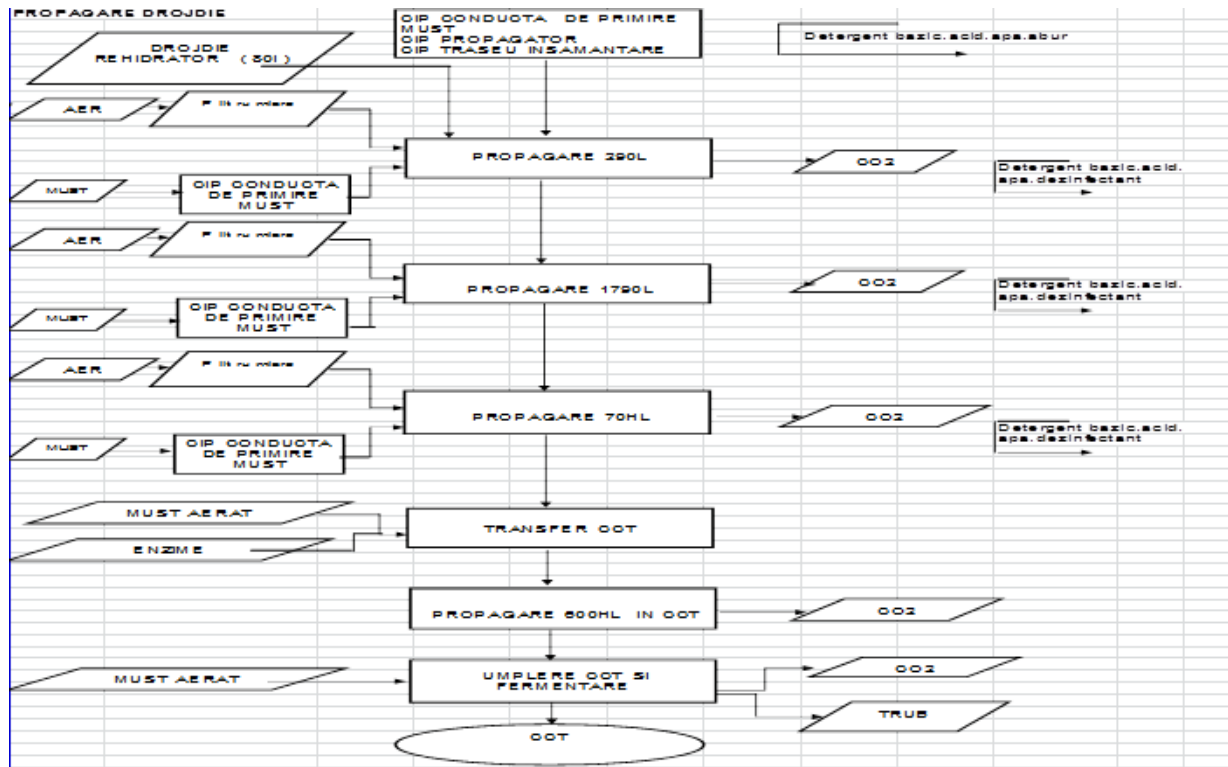 PROPAGARE DROJDIE
CIP CONDUCTA DE PRIMIRE
MUST
CIP PROPAGATOR
CIP TRASEU INSAMANTARE
Detergent bazic.acid.apa.abur
DROJDIE
REHIDRATOR (50l)
AER
Filtru miere
PROPAGARE 290L
CO2
Detergent bazic.acid.
apa.dezinfectant
MUST
CIP CONDUCTA
DE PRIMIRE
MUST
AER
Filtru miere
PROPAGARE 1790L
CO2
Detergent bazic.acid.
apa.dezinfectant
MUST
CIP CONDUCTA
DE PRIMIRE
MUST
AER
Filtru miere
PROPAGARE 70HL
CO2
Detergent bazic.acid.
apa.dezinfectant
MUST
CIP CONDUCTA
DE PRIMIRE
MUST
MUST AERAT
TRANSFER CCT
ENZIME
PROPAGARE 600HL IN CCT
CO2
MUST AERAT
UMPLERE CCT SI
FERMENTARE
CO2
TRUB
CCT